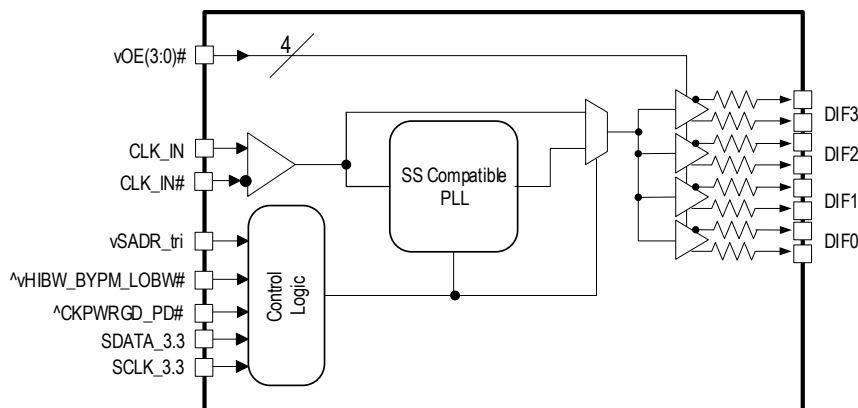 vOE(3:0)#
4
DIF3
CLK_IN
CLK_IN#
SS Compatible
PLL
DIF2
DIF1
DIF0
vSADR_tri
^vHIBW_BYPM_LOBW#
^CKPWRGD_PD#
SDATA_3.3
SCLK_3.3
Control
Logic